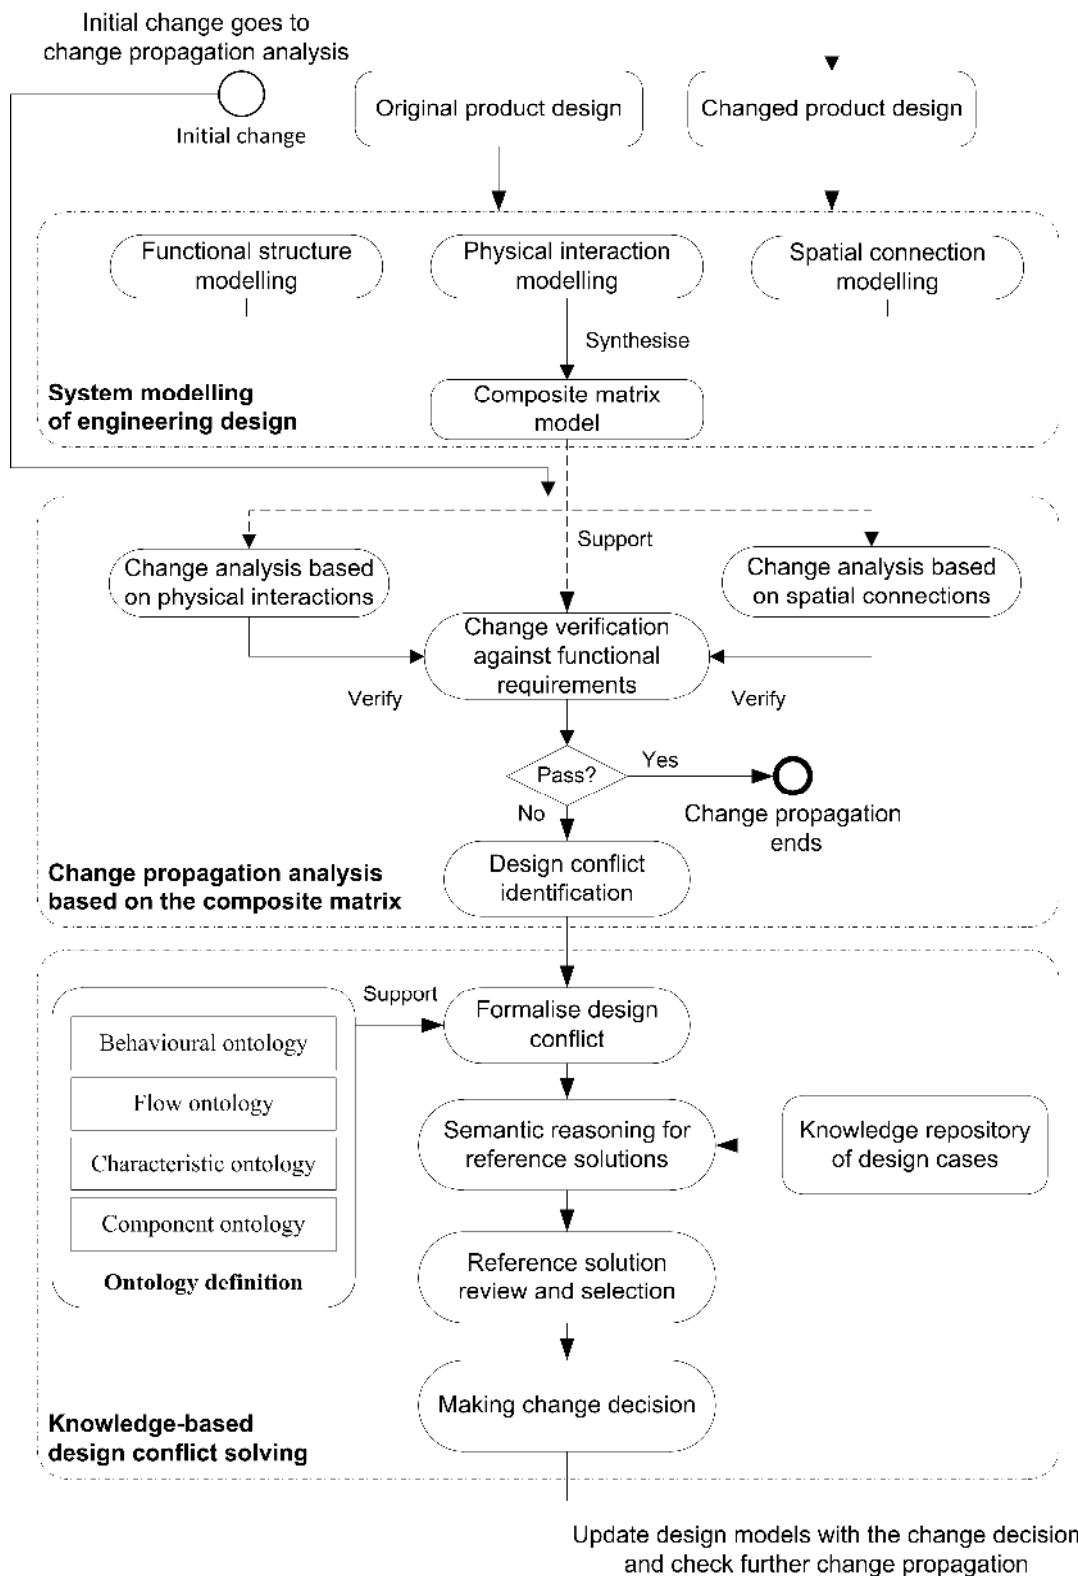 Initial change goes to
change propagation analysis
Initial change
Original product design
Changed product design
Functional structure
modelling
Physical interaction
modelling
Spatial connection
modelling
Synthesise
System modelling
of engineering design
Composite matrix
model
Support
Change analysis based
on physical interactions
Change analysis based
on spatial connections
Change verification
against functional
requirements
Verify
Verify
Pass?
Yes
No
Change propagation
ends
Design conflict
identification
Change propagation analysis
based on the composite matrix
Support
Formalise design
conflict
Behavioural ontology
Flow ontology
Characteristic ontology
Component ontology
Ontology definition
Semantic reasoning for
reference solutions
Knowledge repository
of design cases
Reference solution
review and selection
Making change decision
Knowledge-based
design conflict solving
Update design models with the change decision
and check further change propagation